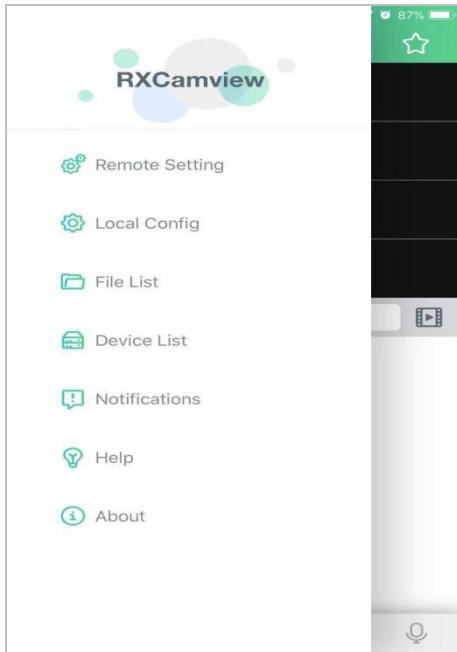 87%
RXCamview
Remote Setting
Local Config
File List
Device List
Notifications
Help
About